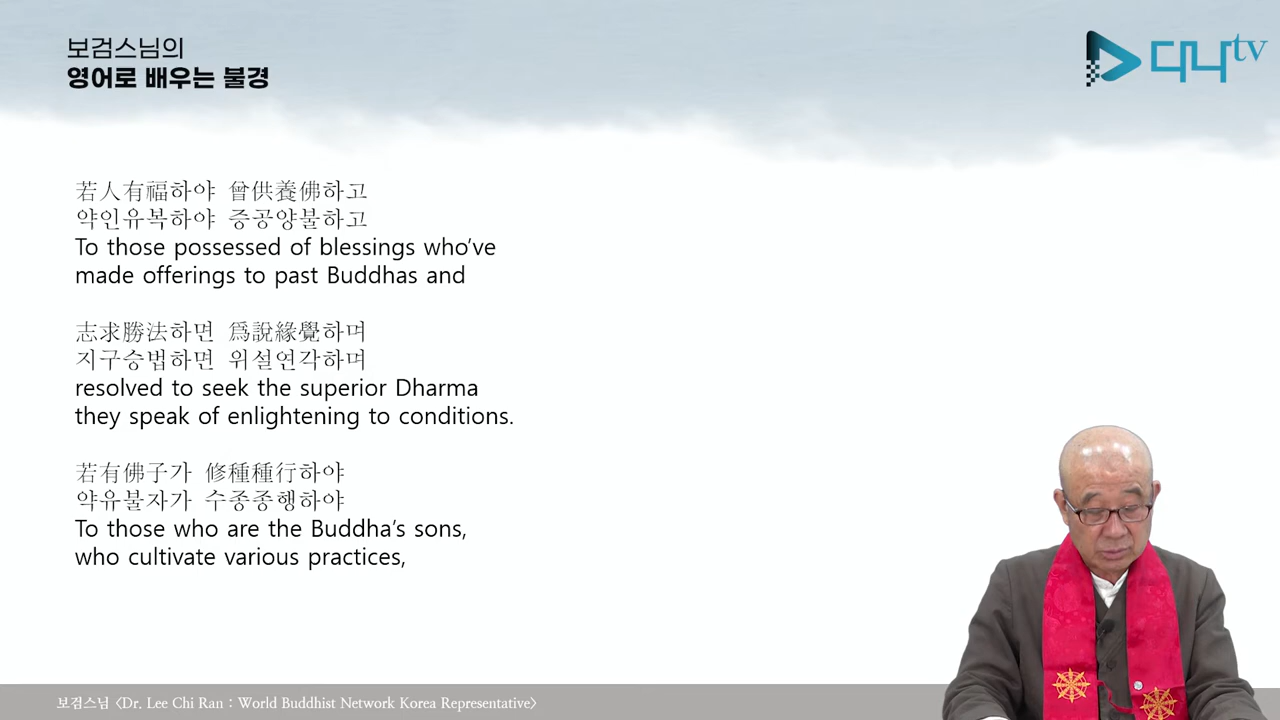 보검스님의
영어로 배우는 불경
다나tv
若人有福하야 曾供養佛하고
약인유복하야 증공양불하고
To those possessed of blessings who've
made offerings to past Buddhas and
志求勝法하면 爲說緣覺하며
지구승법하면 위설연각하며
resolved to seek the superior Dharma
they speak of enlightening to conditions.
若有佛子가 修種種行하야
약유불자가 수종종행하야
To those who are the Buddha's sons,
who cultivate various practices,
보검스님 <Dr. Lee Chi Ran : World Buddhist Network Korea Representative>